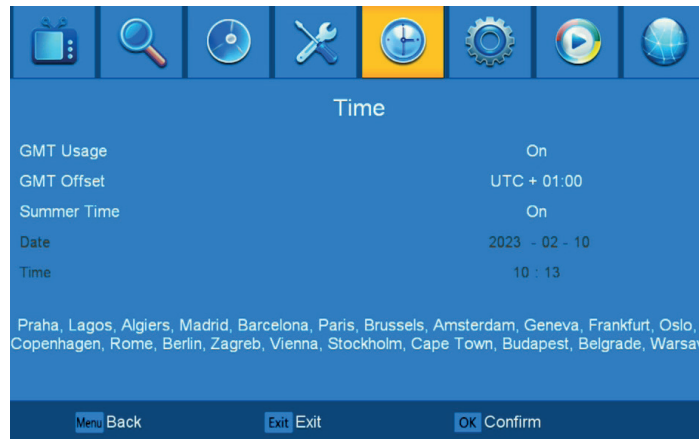 Time
GMT Usage On
GMT Offset UTC + 01:00
Summer Time On
Date 2023 - 02 - 10
Time 10 : 13
Praha, Lagos, Algiers, Madrid, Barcelona, Paris, Brussels, Amsterdam, Geneva, Frankfurt, Oslo,
Copenhagen, Rome, Berlin, Zagreb, Vienna, Stockholm, Cape Town, Budapest, Belgrade, Warsa
Menu Back Exit Exit OK Confirm